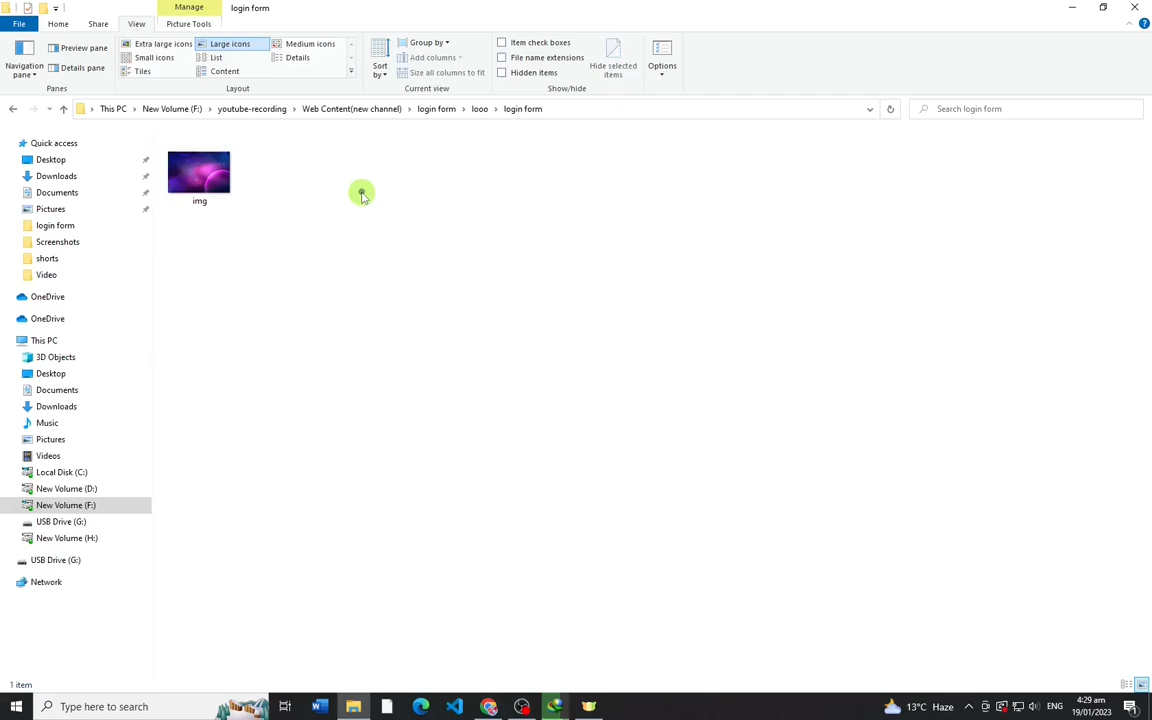 Manage
login form
File
Home
Share
View
Picture Tools
Navigation pane
Preview pane
Details pane
Panes
Extra large icons
Large icons
Medium icons
Small icons
List
Details
Tiles
Content
Layout
Sort by
Group by
Add columns
Size all columns to fit
Current view
Item check boxes
File name extensions
Hidden items
Hide selected items
Show/hide
Options
This PC
New Volume (F:)
youtube-recording
Web Content(new channel)
login form
looo
login form
Search login form
Quick access
Desktop
Downloads
Documents
Pictures
login form
Screenshots
shorts
Video
OneDrive
OneDrive
This PC
3D Objects
Desktop
Documents
Downloads
Music
Pictures
Videos
Local Disk (C:)
New Volume (D:)
New Volume (F:)
USB Drive (G:)
New Volume (H:)
USB Drive (G:)
Network
img
1 item
Type here to search
13°C Haze
ENG
4:29 am
19/01/2023